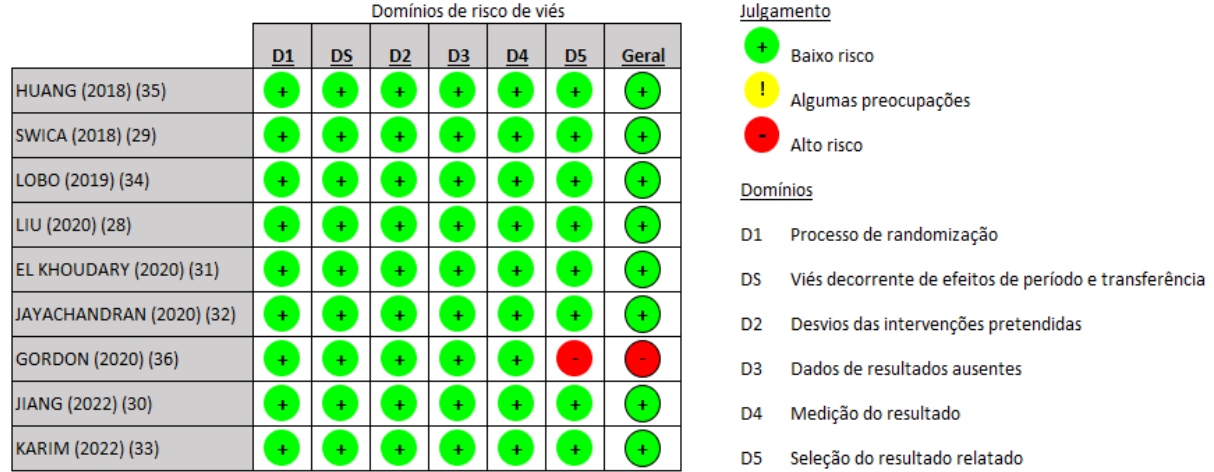 Domínios de risco de viés
D1 DS D2 D3 D4 D5 Geral
HUANG (2018) (35) + + + + + + +
SWICA (2018) (29) + + + + + + +
LOBO (2019) (34) + + + + + + +
LIU (2020) (28) + + + + + + +
EL KHOUDARY (2020) (31) + + + + + + +
JAYACHANDRAN (2020) (32) + + + + + + +
GORDON (2020) (36) + + + + + - -
JIANG (2022) (30) + + + + + + +
KARIM (2022) (33) + + + + + + +
Julgamento
+ Baixo risco
! Algumas preocupações
- Alto risco
Domínios
D1 Processo de randomização
DS Viés decorrente de efeitos de período e transferência
D2 Desvios das intervenções pretendidas
D3 Dados de resultados ausentes
D4 Medição do resultado
D5 Seleção do resultado relatado